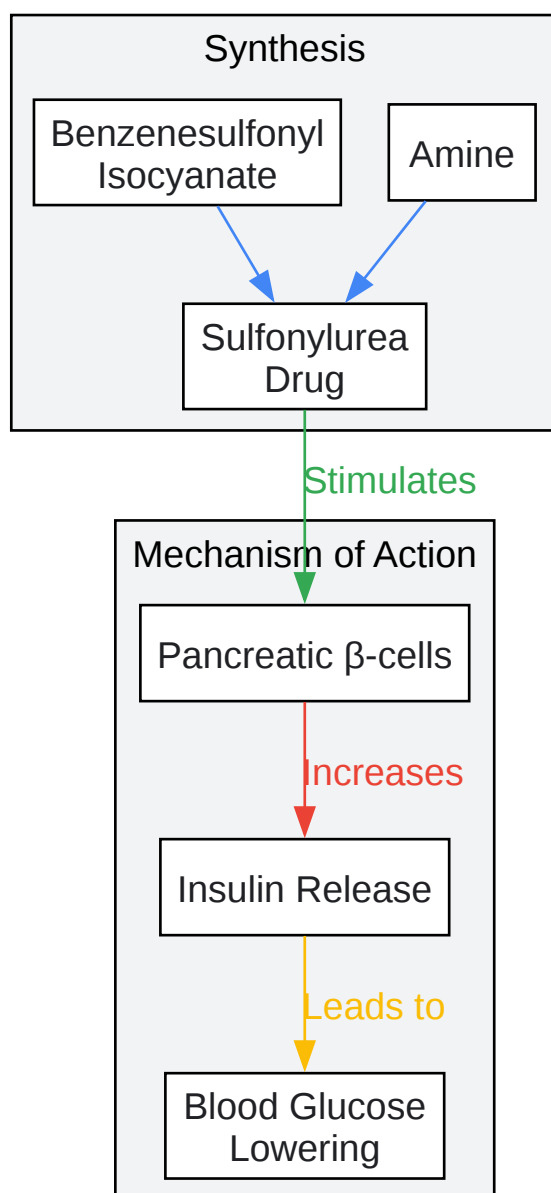 Synthesis
Benzenesulfonyl
Isocyanate
Amine
Sulfonylurea
Drug
Stimulates
Mechanism of Action
Pancreatic β-cells
Increases
Insulin Release
Leads to
Blood Glucose
Lowering